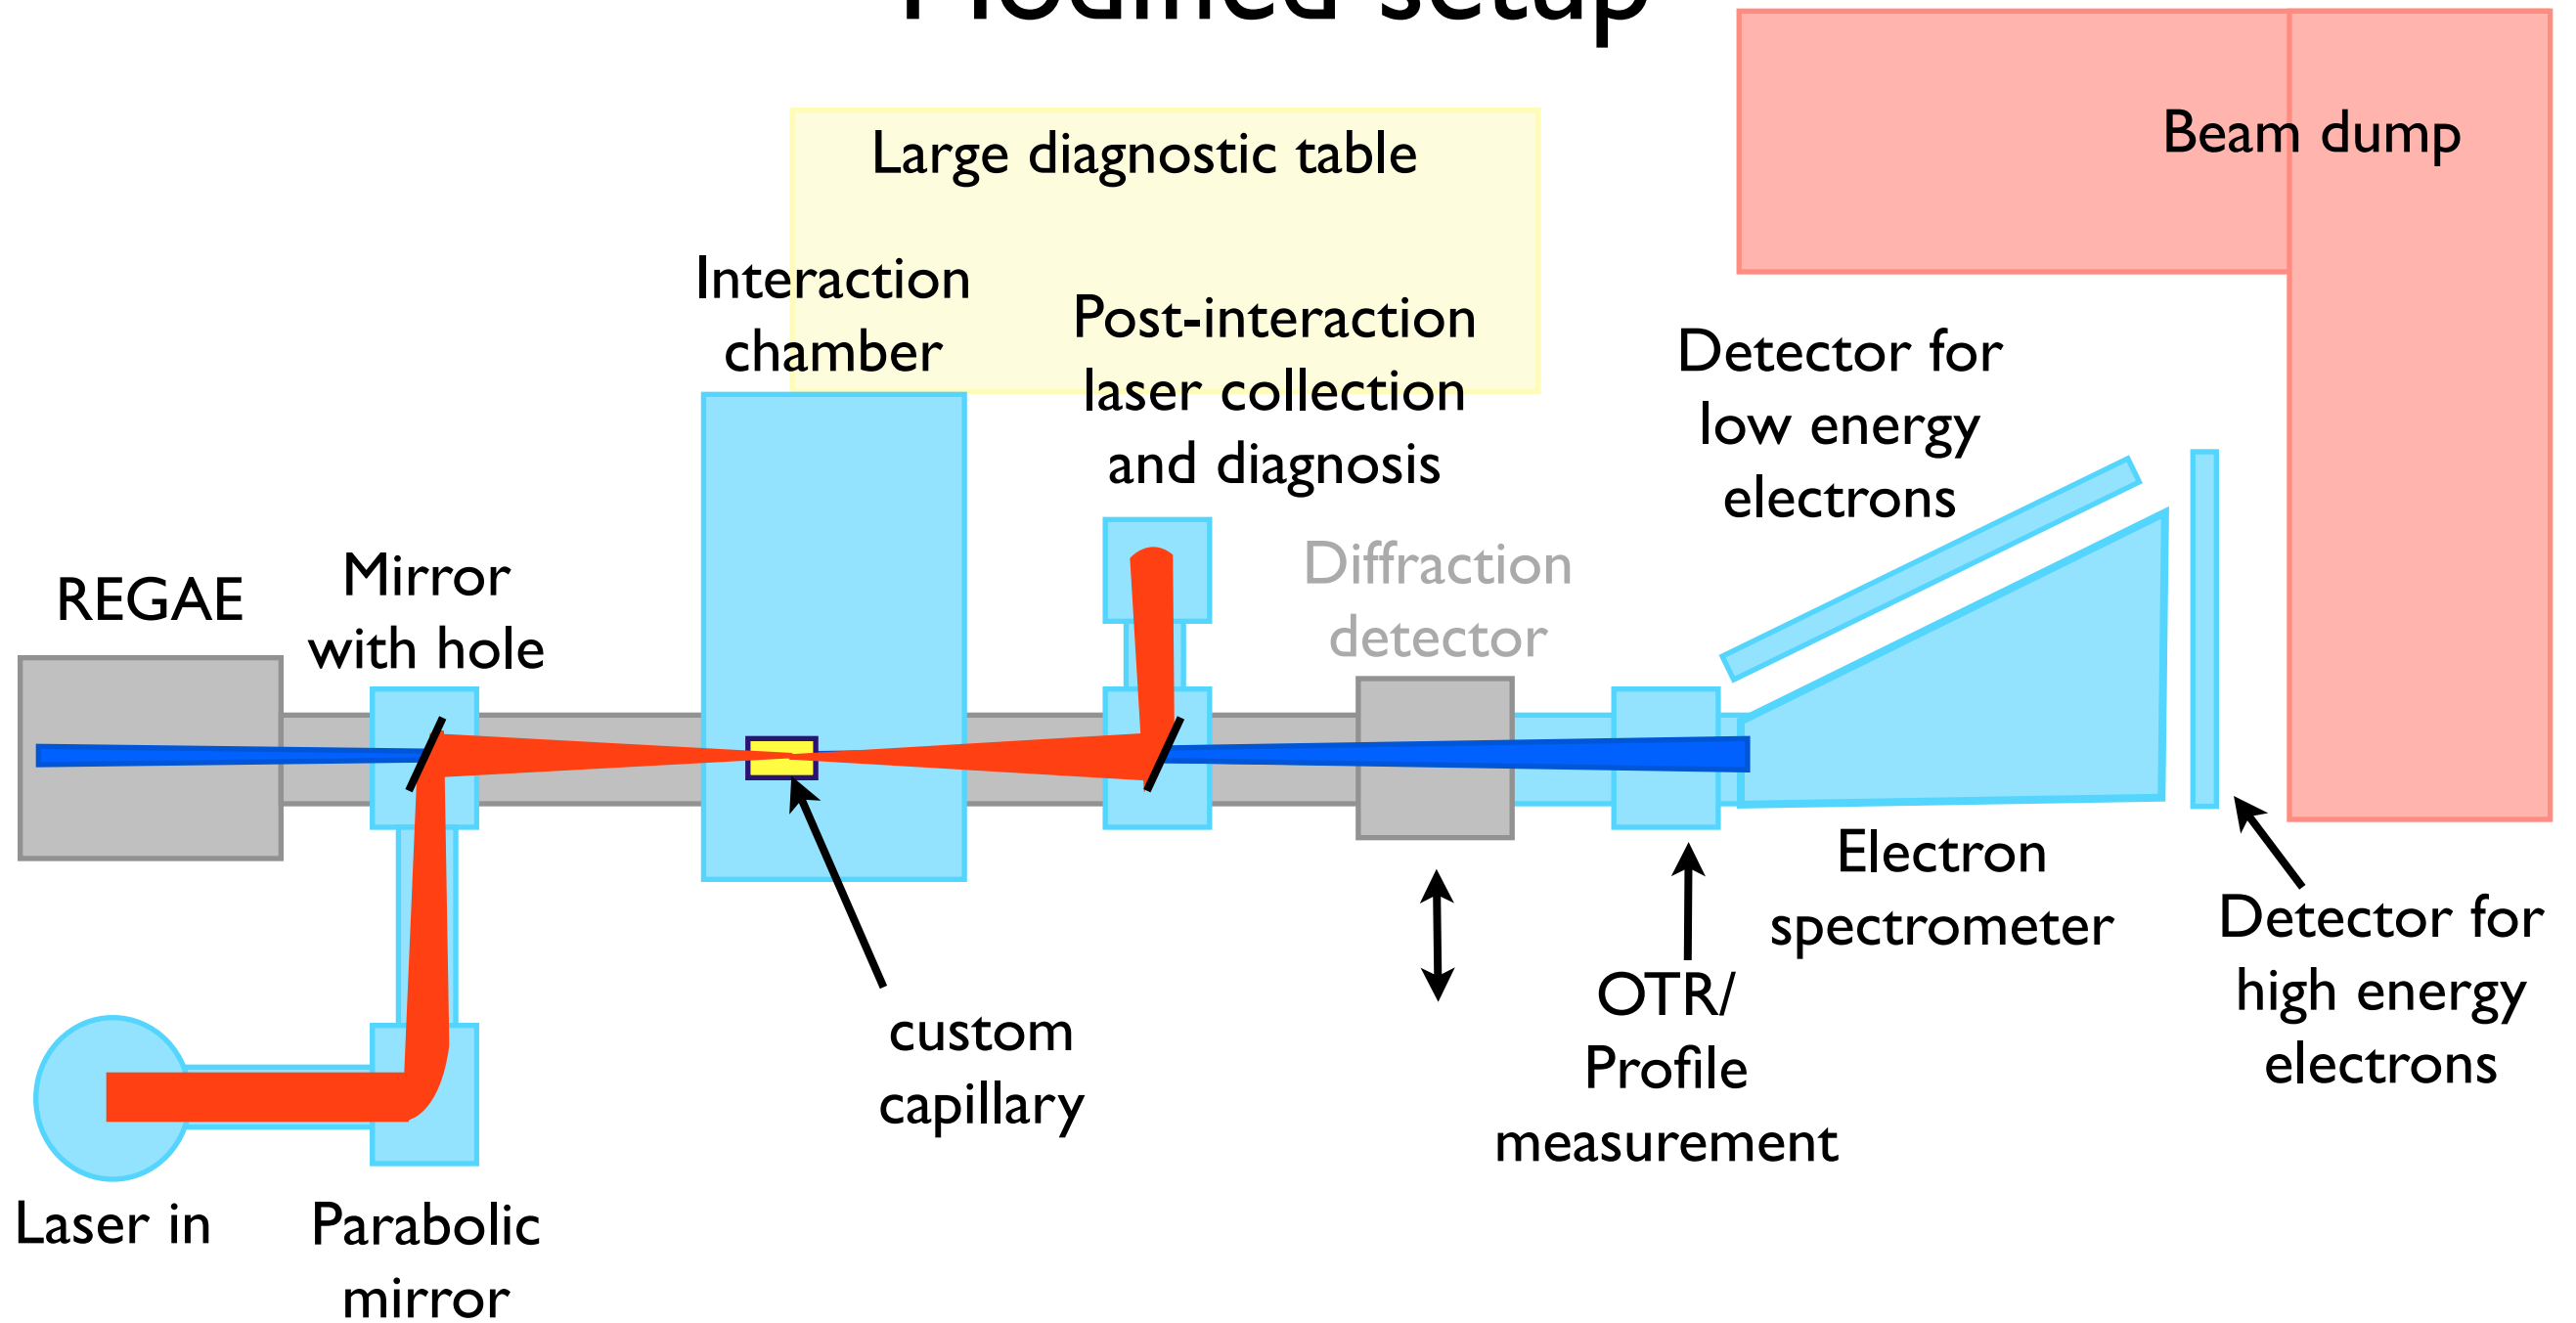 Modified setup
Beam dump
Large diagnostic table
Interaction
chamber
Post-interaction
laser collection
and diagnosis
Detector for
low energy
electrons
Diffraction
detector
REGAE
Mirror
with hole
Electron
spectrometer
Detector for
high energy
electrons
OTR/
Profile
measurement
custom
capillary
Laser in
Parabolic
mirror